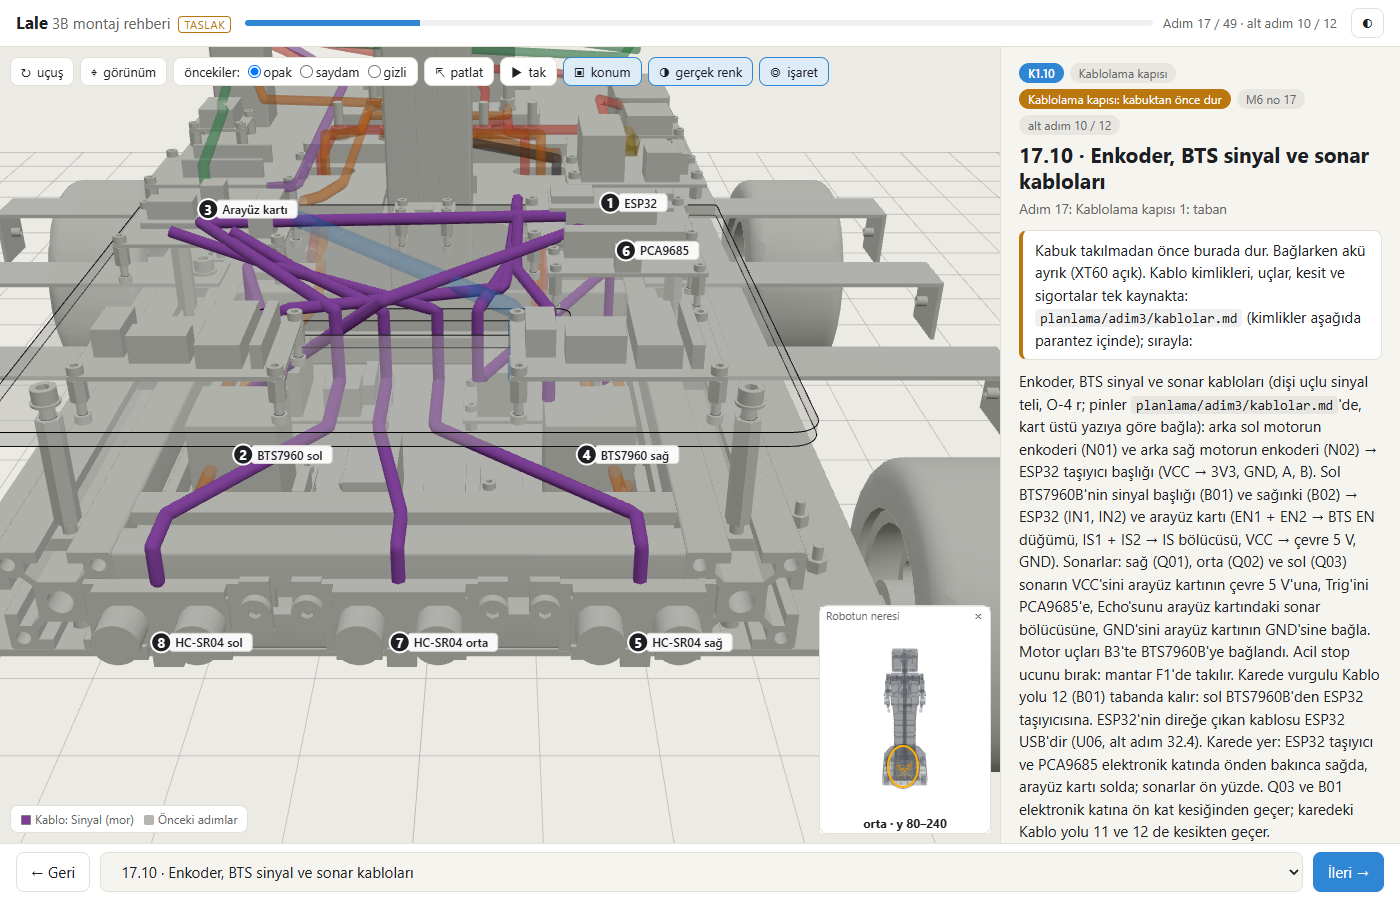 Lale 3B montaj rehberi TASLAK
Adım 17 / 49 · alt adım 10 / 12
↻ uçuş
⌖ görünüm
öncekiler: opak saydam gizli
↸ patlat
▶ tak
▣ konum
◑ gerçek renk
◎ işaret
3 Arayüz kartı
1 ESP32
6 PCA9685
2 BTS7960 sol
4 BTS7960 sağ
8 HC-SR04 sol
7 HC-SR04 orta
5 HC-SR04 sağ
Robotun neresi ×
orta · y 80–240
Kablo: Sinyal (mor) Önceki adımlar
K1.10 Kablolama kapısı
Kablolama kapısı: kabuktan önce dur M6 no 17
alt adım 10 / 12
17.10 · Enkoder, BTS sinyal ve sonar
kabloları
Adım 17: Kablolama kapısı 1: taban
Kabuk takılmadan önce burada dur. Bağlarken akü
ayrık (XT60 açık). Kablo kimlikleri, uçlar, kesit ve
sigortalar tek kaynakta:
planlama/adim3/kablolar.md (kimlikler aşağıda
parantez içinde); sırayla:
Enkoder, BTS sinyal ve sonar kabloları (dişi uçlu sinyal
teli, O-4 r; pinler planlama/adim3/kablolar.md'de,
kart üstü yazıya göre bağla): arka sol motorun
enkoderi (N01) ve arka sağ motorun enkoderi (N02) →
ESP32 taşıyıcı başlığı (VCC → 3V3, GND, A, B). Sol
BTS7960B'nin sinyal başlığı (B01) ve sağınki (B02) →
ESP32 (IN1, IN2) ve arayüz kartı (EN1 + EN2 → BTS EN
düğümü, IS1 + IS2 → IS bölücüsü, VCC → çevre 5 V,
GND). Sonarlar: sağ (Q01), orta (Q02) ve sol (Q03)
sonarın VCC'sini arayüz kartının çevre 5 V'una, Trig'ini
PCA9685'e, Echo'sunu arayüz kartındaki sonar
bölücüsüne, GND'sini arayüz kartının GND'sine bağla.
Motor uçları B3'te BTS7960B'ye bağlandı. Acil stop
ucunu bırak: mantar F1'de takılır. Karede vurgulu Kablo
yolu 12 (B01) tabanda kalır: sol BTS7960B'den ESP32
taşıyıcısına. ESP32'nin direğe çıkan kablosu ESP32
USB'dir (U06, alt adım 32.4). Karede yer: ESP32 taşıyıcı
ve PCA9685 elektronik katında önden bakınca sağda,
arayüz kartı solda; sonarlar ön yüzde. Q03 ve B01
elektronik katına ön kat kesiğinden geçer; karedeki
Kablo yolu 11 ve 12 de kesikten geçer.
← Geri
17.10 · Enkoder, BTS sinyal ve sonar kabloları
İleri →